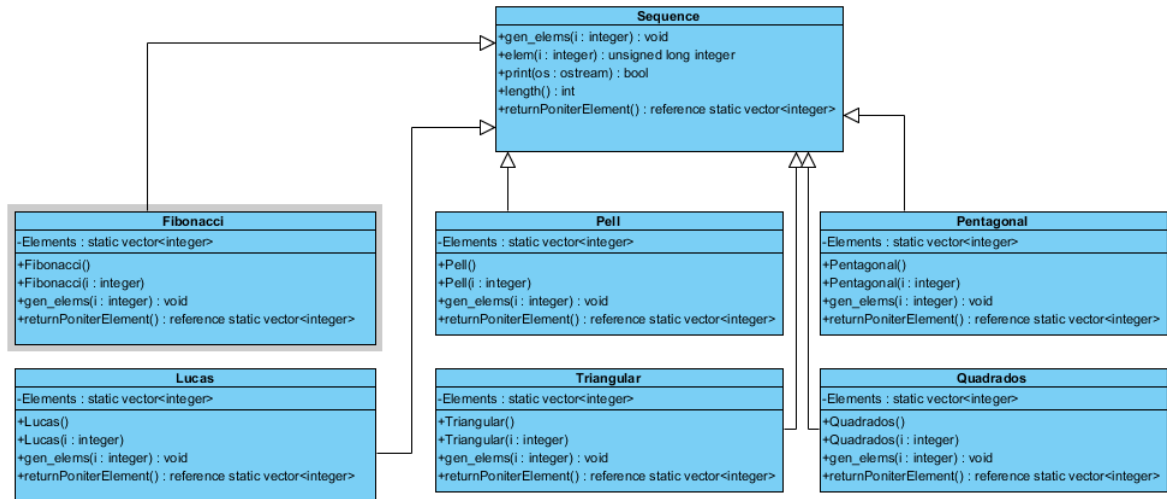 Sequence
+gen_elems(i : integer) : void
+elem(i : integer) : unsigned long integer
+print(os : ostream) : bool
+length() : int
+returnPoniterElement() : reference static vector<integer>
Fibonacci
-Elements : static vector<integer>
+Fibonacci()
+Fibonacci(i : integer)
+gen_elems(i : integer) : void
+returnPoniterElement() : reference static vector<integer>
Pell
-Elements : static vector<integer>
+Pell()
+Pell(i : integer)
+gen_elems(i : integer) : void
+returnPoniterElement() : reference static vector<integer>
Pentagonal
-Elements : static vector<integer>
+Pentagonal()
+Pentagonal(i : integer)
+gen_elems(i : integer) : void
+returnPoniterElement() : reference static vector<integer>
Lucas
-Elements : static vector<integer>
+Lucas()
+Lucas(i : integer)
+gen_elems(i : integer) : void
+returnPoniterElement() : reference static vector<integer>
Triangular
-Elements : static vector<integer>
+Triangular()
+Triangular(i : integer)
+gen_elems(i : integer) : void
+returnPoniterElement() : reference static vector<integer>
Quadrados
-Elements : static vector<integer>
+Quadrados()
+Quadrados(i : integer)
+gen_elems(i : integer) : void
+returnPoniterElement() : reference static vector<integer>